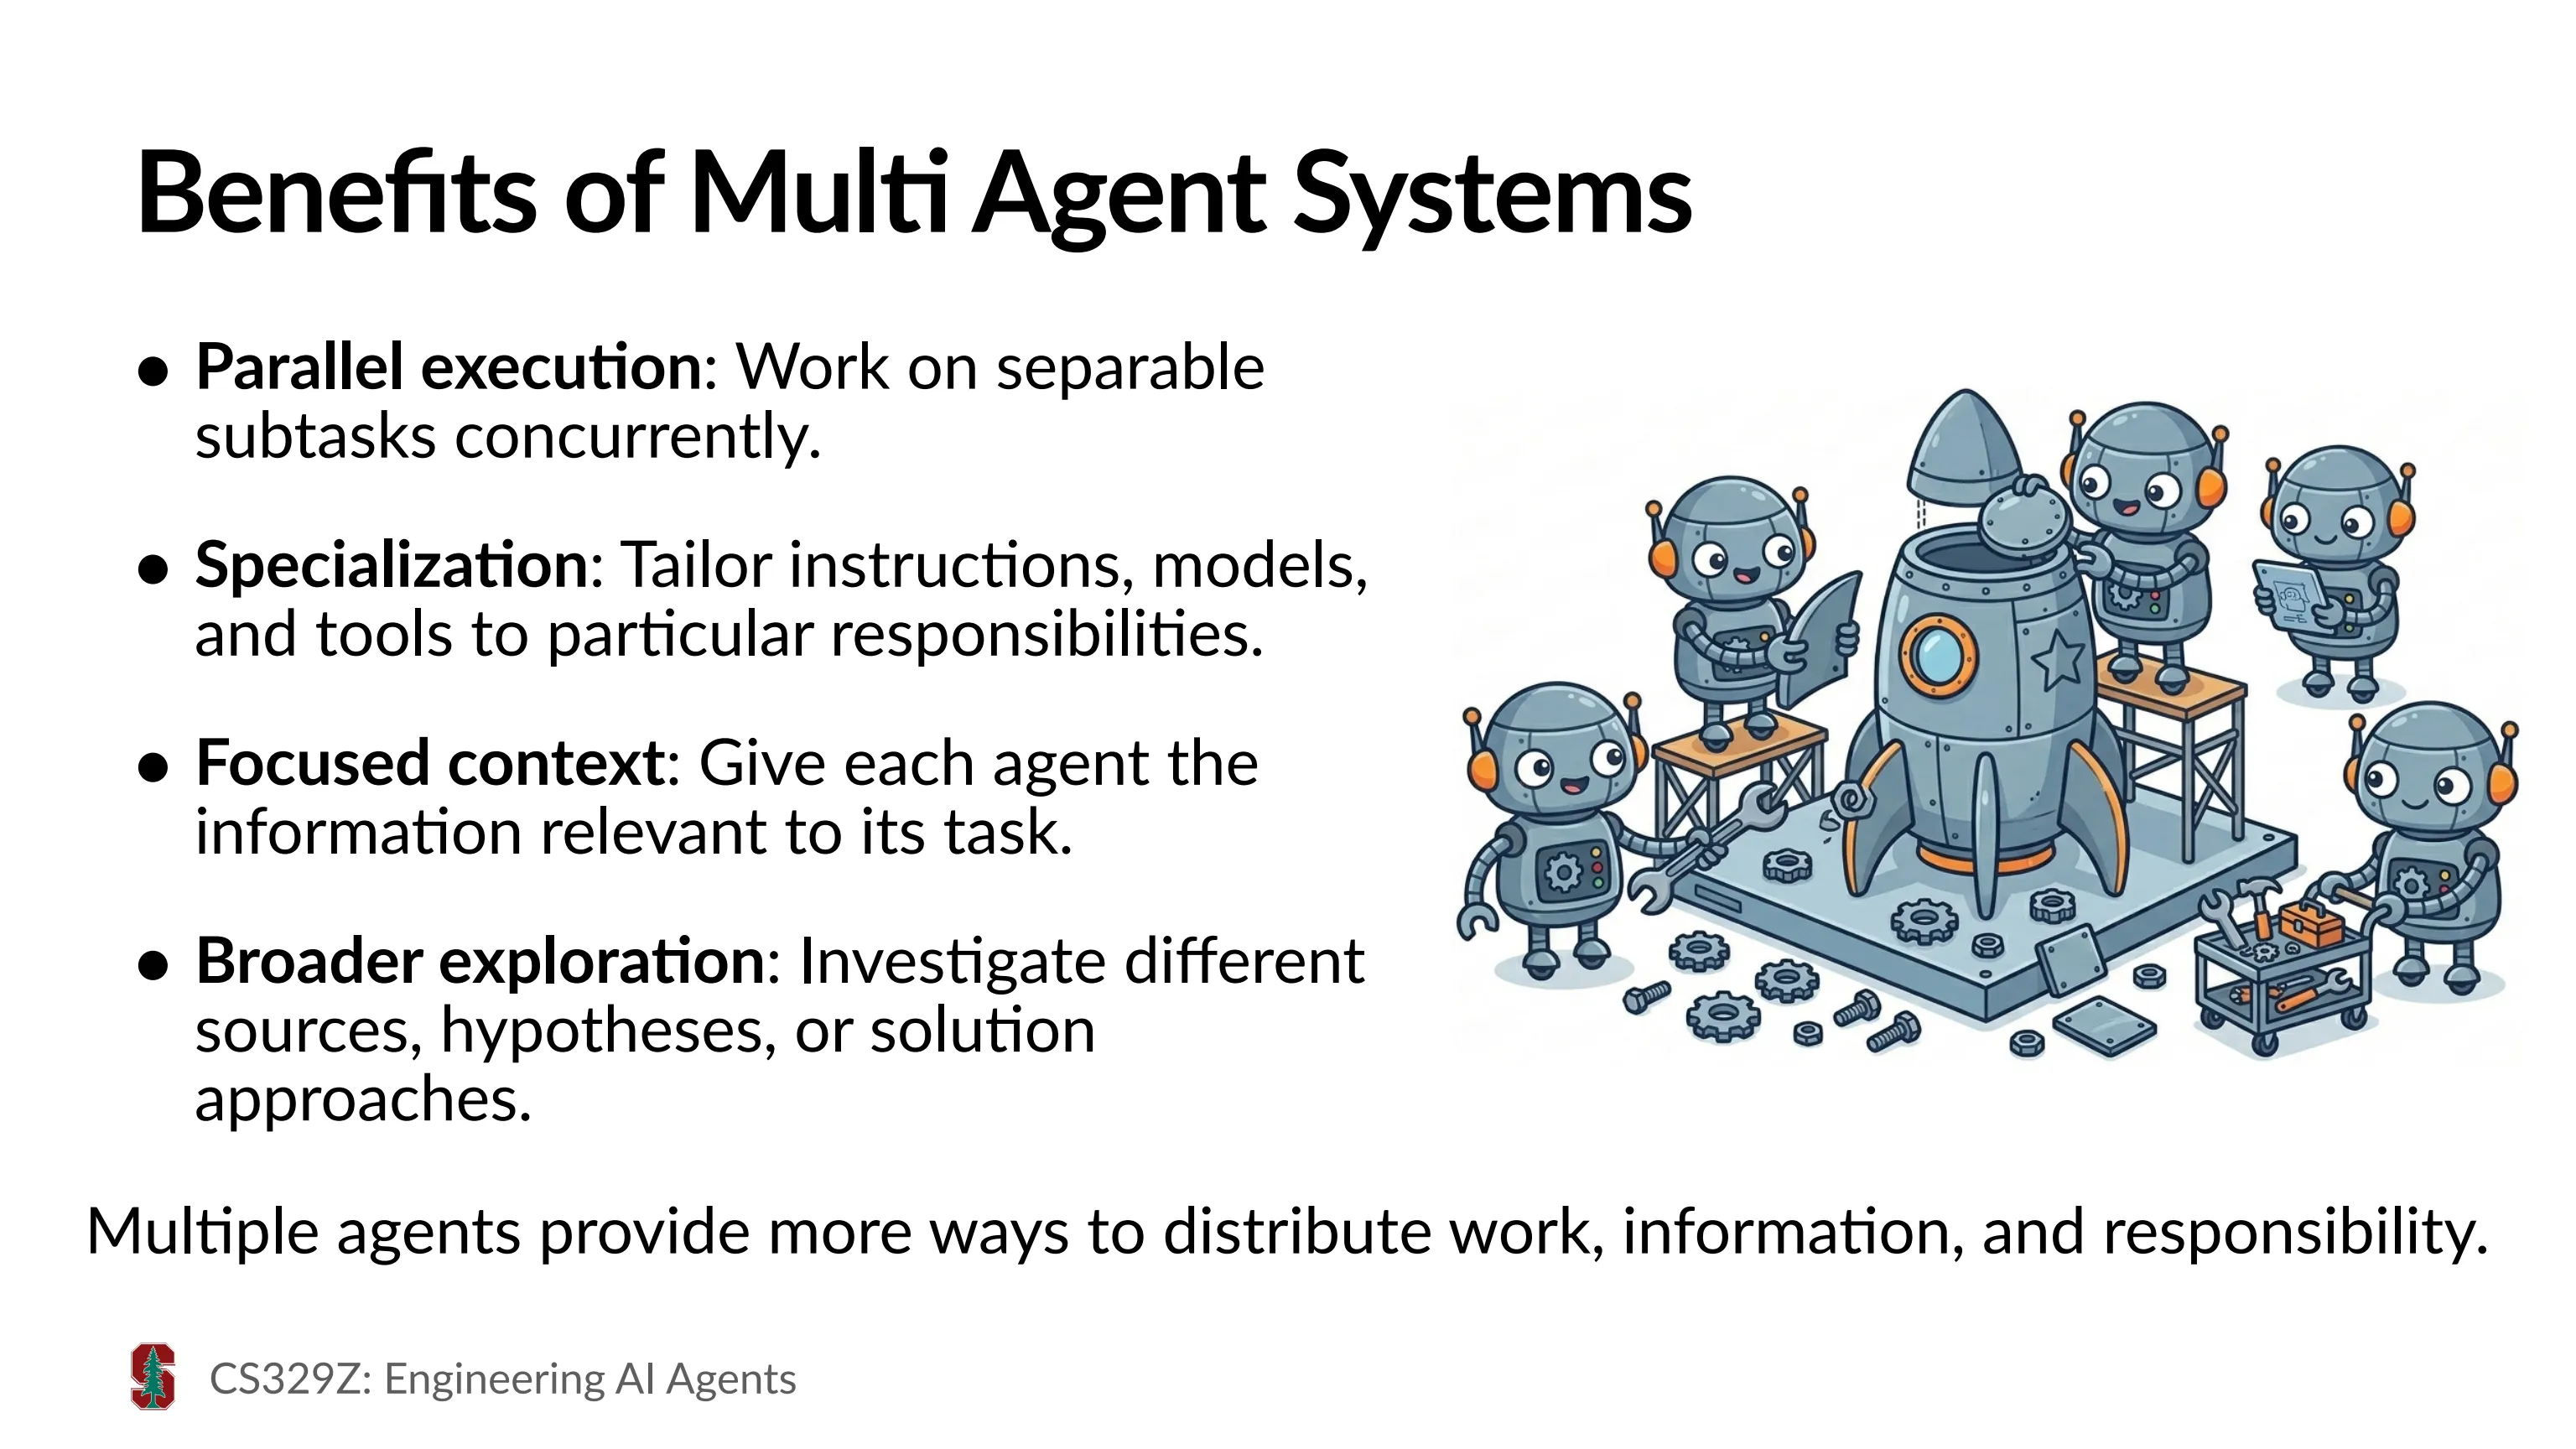 Benefits of Multi Agent Systems
● Parallel execution: Work on separable
subtasks concurrently.
● Specialization: Tailor instructions, models,
and tools to particular responsibilities.
● Focused context: Give each agent the
information relevant to its task.
● Broader exploration: Investigate different
sources, hypotheses, or solution
approaches.
Multiple agents provide more ways to distribute work, information, and responsibility.
CS329Z: Engineering AI Agents